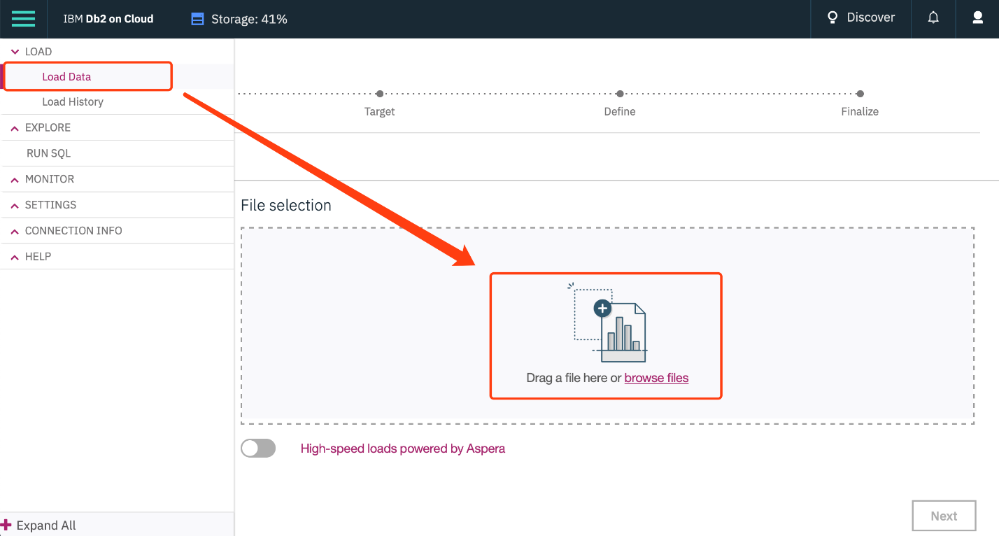 IBM Db2 on Cloud
Storage: 41%
Discover
LOAD
Load Data
Load History
EXPLORE
RUN SQL
MONITOR
SETTINGS
CONNECTION INFO
HELP
Expand All
Target
Define
Finalize
File selection
Drag a file here or browse files
High-speed loads powered by Aspera
Next